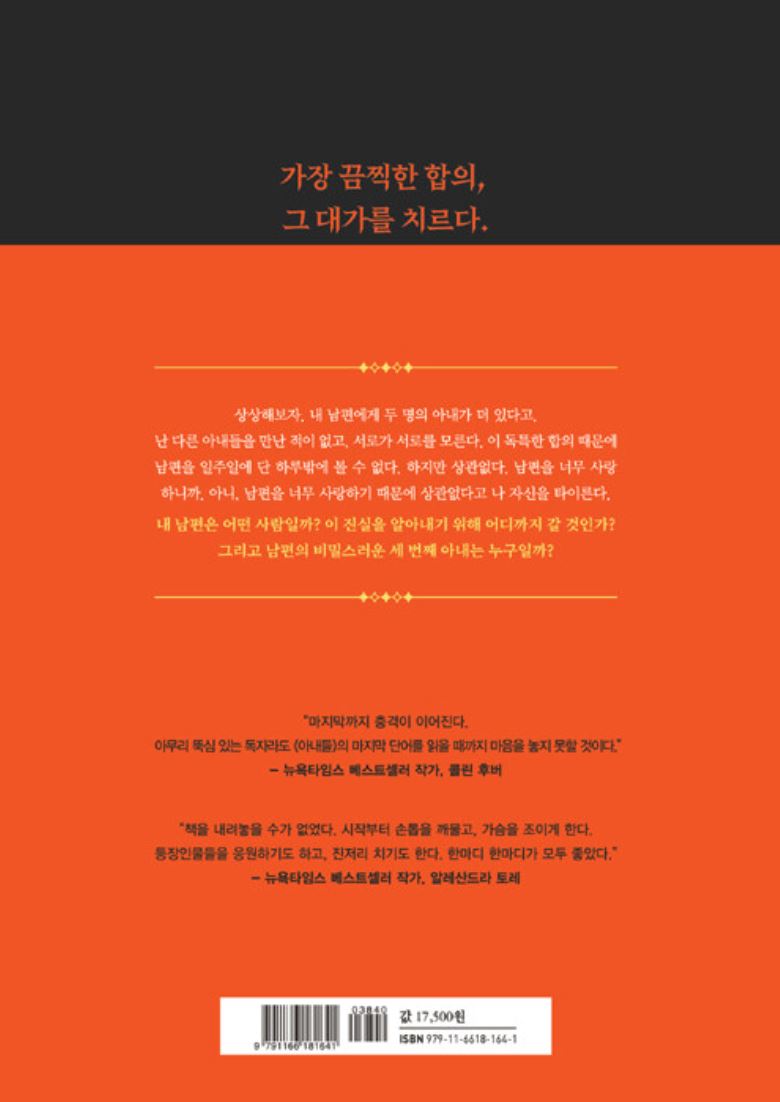 가장 끔찍한 합의,
그 대가를 치르다.
상상해보자. 내 남편에게 두 명의 아내가 더 있다고.
난 다른 아내들을 만난 적이 없고, 서로가 서로를 모른다. 이 독특한 합의 때문에
남편을 일주일에 단 하루밖에 볼 수 없다. 하지만 상관없다. 남편을 너무 사랑
하니까. 아니, 남편을 너무 사랑하기 때문에 상관없다고 나 자신을 타이른다.
내 남편은 어떤 사람일까? 이 진실을 알아내기 위해 어디까지 갈 것인가?
그리고 남편의 비밀스러운 세 번째 아내는 누구일까?
"마지막까지 충격이 이어진다.
아무리 뚝심 있는 독자라도 〈아내들〉의 마지막 단어를 읽을 때까지 마음을 놓지 못할 것이다."
– 뉴욕타임스 베스트셀러 작가, 콜린 후버
"책을 내려놓을 수가 없었다. 시작부터 손톱을 깨물고, 가슴을 조이게 한다.
등장인물들을 응원하기도 하고, 진저리 치기도 한다. 한마디 한마디가 모두 좋았다."
– 뉴욕타임스 베스트셀러 작가, 알레산드라 토레
03840
9 791166 181641
값 17,500원
ISBN 979-11-6618-164-1